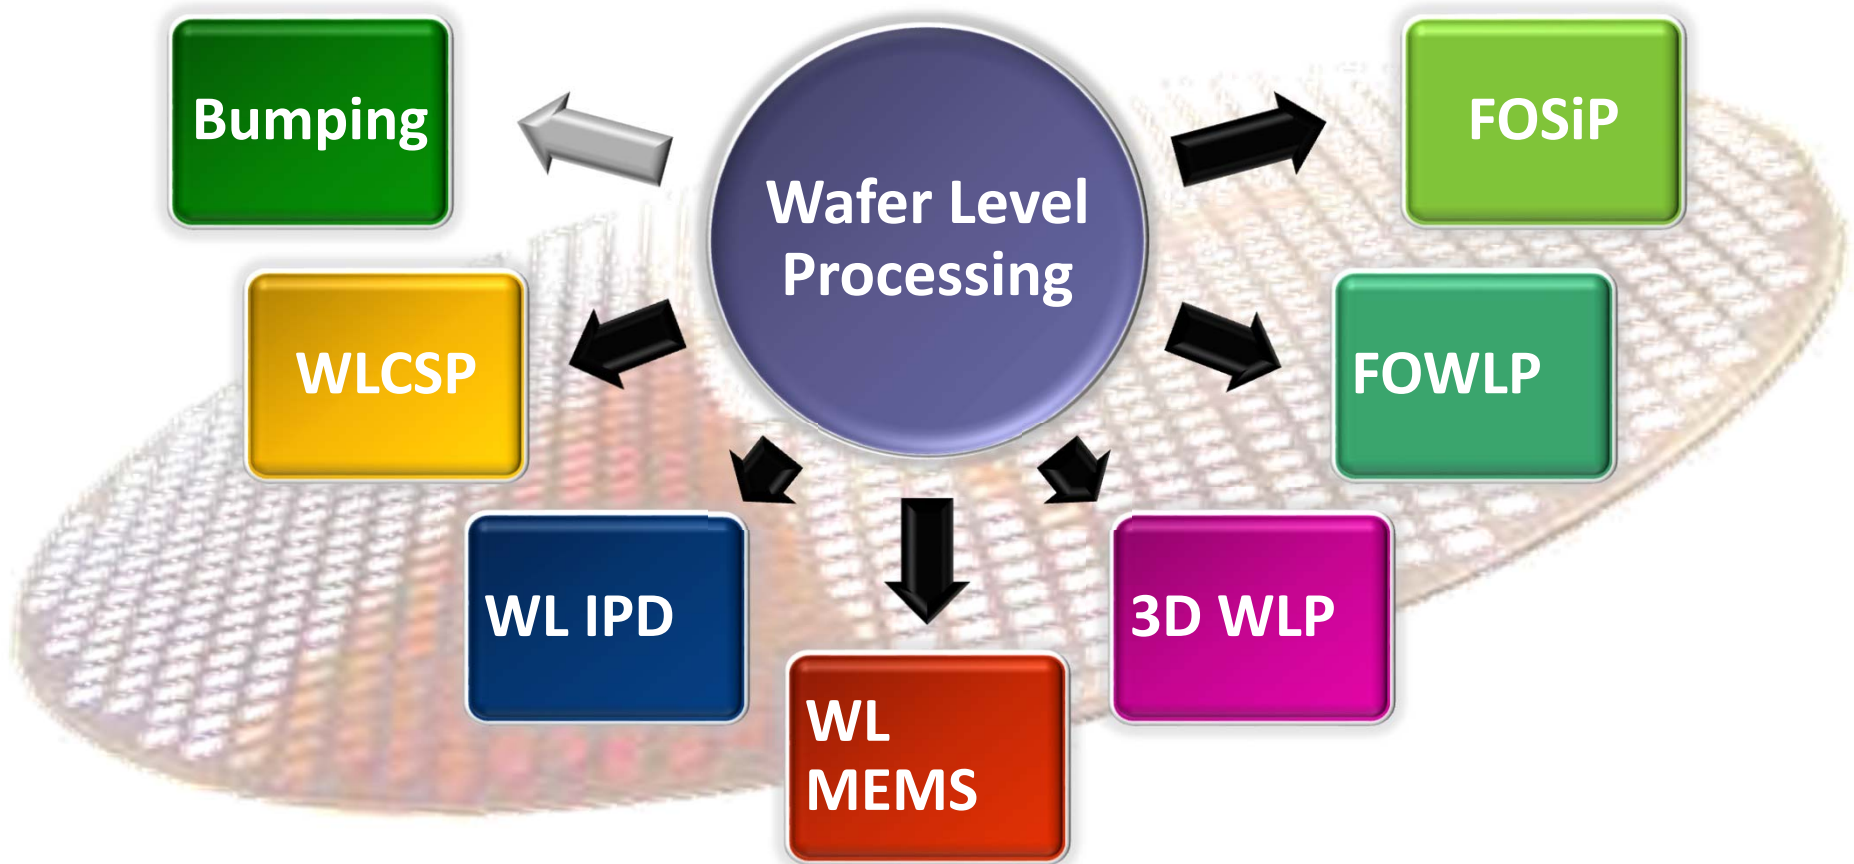 Bumping
Wafer Level
Processing
FOSiP
WLCSP
FOWLP
WL IPD
3D WLP
WL
MEMS